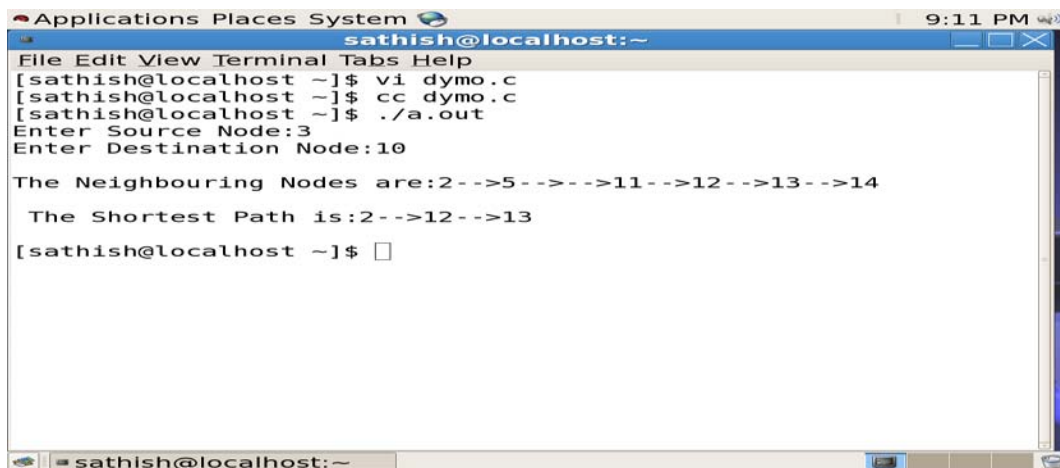 Applications Places System 9:11 PM
sathish@localhost:~
File Edit View Terminal Tabs Help
[sathish@localhost ~]$ vi dymo.c
[sathish@localhost ~]$ cc dymo.c
[sathish@localhost ~]$ ./a.out
Enter Source Node:3
Enter Destination Node:10
The Neighbouring Nodes are:2-->5-->-->11-->12-->13-->14
The Shortest Path is:2-->12-->13
[sathish@localhost ~]$
sathish@localhost:~